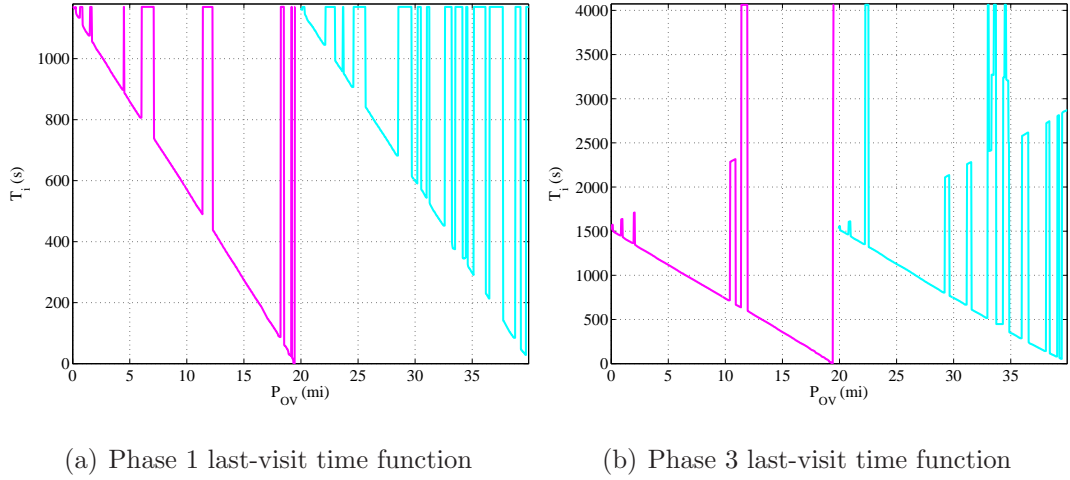 1000
800
600
400
200
0
T_i (s)
0 5 10 15 20 25 30 35
P_OV (mi)
(a) Phase 1 last-visit time function
4000
3500
3000
2500
2000
1500
1000
500
0
T_i (s)
0 5 10 15 20 25 30 35
P_OV (mi)
(b) Phase 3 last-visit time function